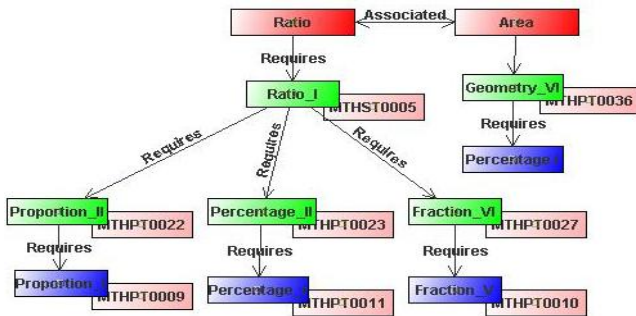 Ratio
Associated
Area
Requires
Ratio_I
MTHST0005
Geometry_VI
MTHPT0036
Requires
Requires
Requires
Requires
Percentage_I
Proportion_II
MTHPT0022
Percentage_II
MTHPT0023
Fraction_VI
MTHPT0027
Requires
Requires
Requires
MTHPT0009
MTHPT0011
Fraction_V
MTHPT0010